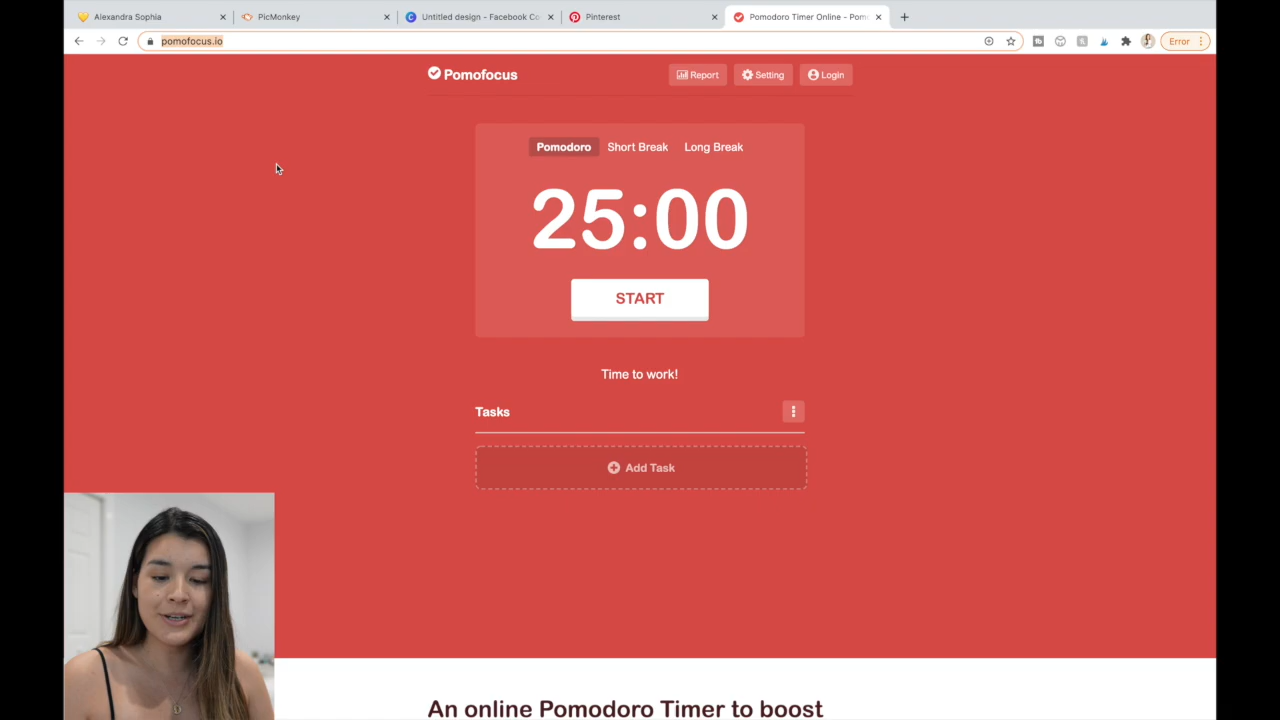 Alexandra Sophia
PicMonkey
Untitled design - Facebook Co
Pinterest
Pomodoro Timer Online - Pom
pomofocus.io
Error
Pomofocus
Report
Setting
Login
Pomodoro
Short Break
Long Break
25:00
START
Time to work!
Tasks
Add Task
An online Pomodoro Timer to boost